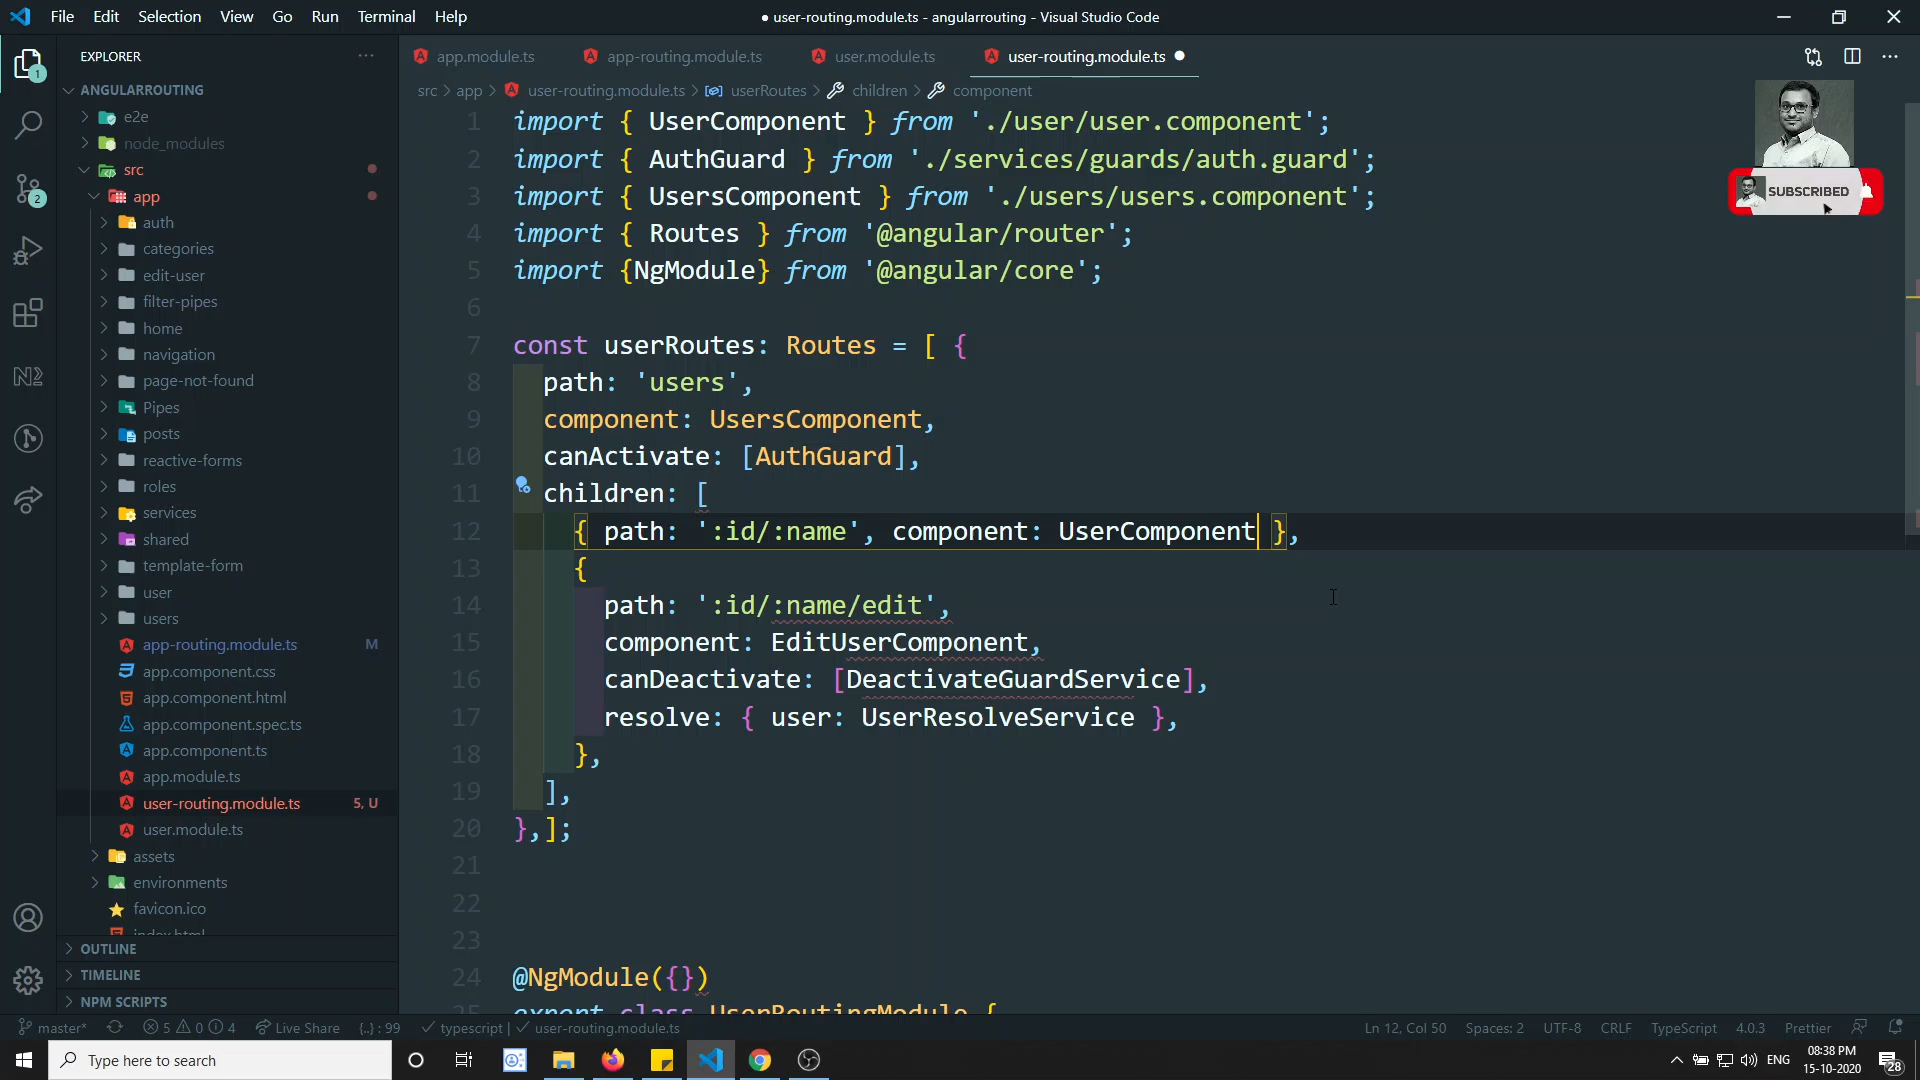 File Edit Selection View Go Run Terminal Help
● user-routing.module.ts - angularrouting - Visual Studio Code
EXPLORER
app.module.ts app-routing.module.ts user.module.ts user-routing.module.ts ●
ANGULARROUTING
src > app > user-routing.module.ts > userRoutes > children > component
e2e
node_modules
src
app
auth
categories
edit-user
filter-pipes
home
navigation
page-not-found
Pipes
posts
reactive-forms
roles
services
shared
template-form
user
users
app-routing.module.ts M
app.component.css
app.component.html
app.component.spec.ts
app.component.ts
app.module.ts
user-routing.module.ts 5, U
user.module.ts
assets
environments
favicon.ico
index.html
OUTLINE
TIMELINE
NPM SCRIPTS
1 import { UserComponent } from './user/user.component';
2 import { AuthGuard } from './services/guards/auth.guard';
3 import { UsersComponent } from './users/users.component';
4 import { Routes } from '@angular/router';
5 import {NgModule} from '@angular/core';
6
7 const userRoutes: Routes = [ {
8 path: 'users',
9 component: UsersComponent,
10 canActivate: [AuthGuard],
11 children: [
12 { path: ':id/:name', component: UserComponent },
13 {
14 path: ':id/:name/edit',
15 component: EditUserComponent,
16 canDeactivate: [DeactivateGuardService],
17 resolve: { user: UserResolveService },
18 },
19 ],
20 },];
21
22
23
24 @NgModule({})
25 export class UserRoutingModule {
SUBSCRIBED
1
2
master* 5 0 4 Live Share {..} : 99 typescript | user-routing.module.ts
Ln 12, Col 50 Spaces: 2 UTF-8 CRLF TypeScript 4.0.3 Prettier
Type here to search
ENG
08:38 PM
15-10-2020
28